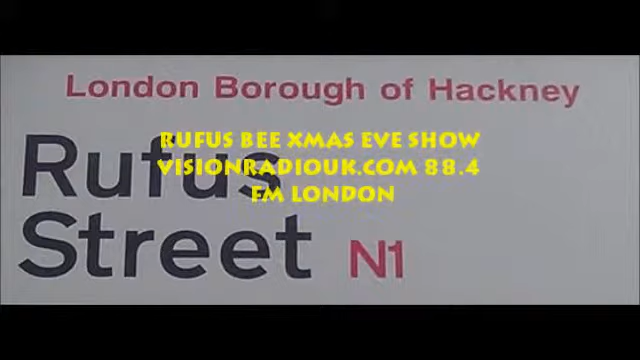 London Borough of Hackney
RUFUS BEE XMAS EVE SHOW
VISIONRADIOUK.COM 88.4
FM LONDON
Rufus
Street N1